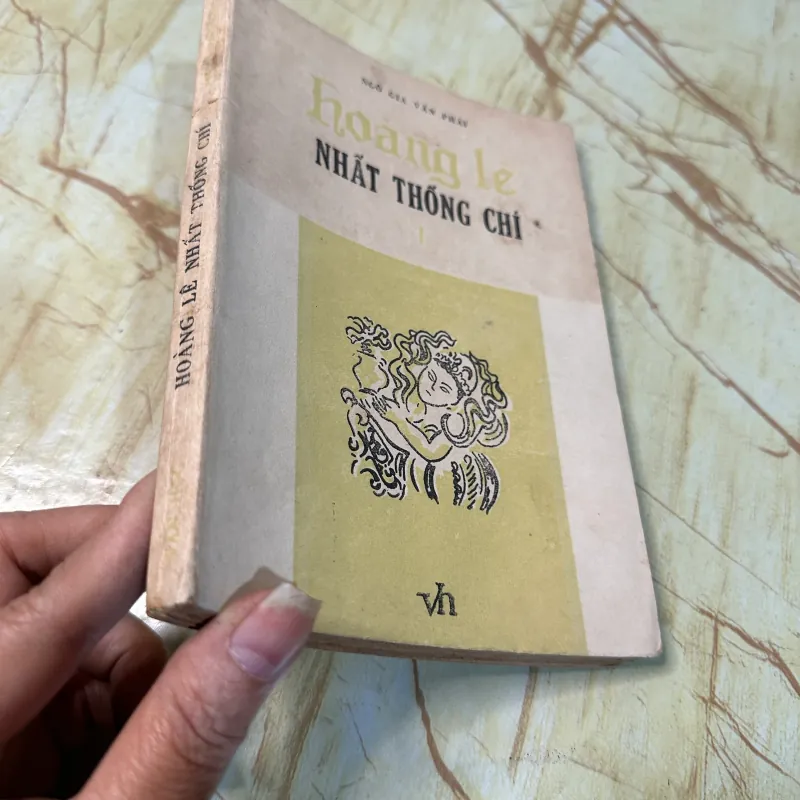 NGÔ GIA VĂN PHÁI
hoàng lê
NHẤT THỐNG CHÍ
I
vh
HOÀNG LÊ NHẤT THỐNG CHÍ I